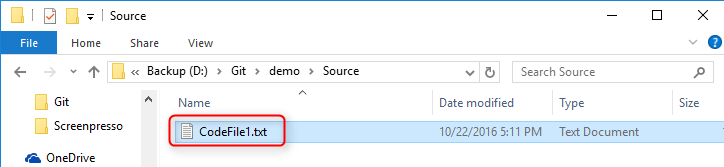 Source
File Home Share View
« Backup (D:) > Git > demo > Source Search Source
Name Date modified Type Size
Git
Screenpresso
OneDrive
CodeFile1.txt 10/22/2016 5:11 PM Text Document